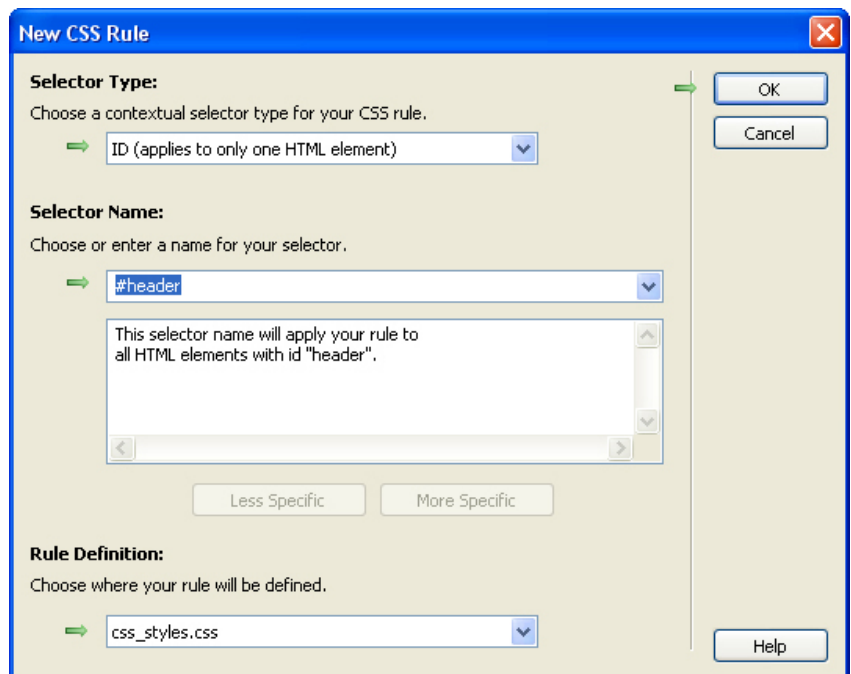 New CSS Rule
Selector Type:
Choose a contextual selector type for your CSS rule.
ID (applies to only one HTML element)
OK
Cancel
Selector Name:
Choose or enter a name for your selector.
#header
This selector name will apply your rule to
all HTML elements with id "header".
Less Specific
More Specific
Rule Definition:
Choose where your rule will be defined.
css_styles.css
Help